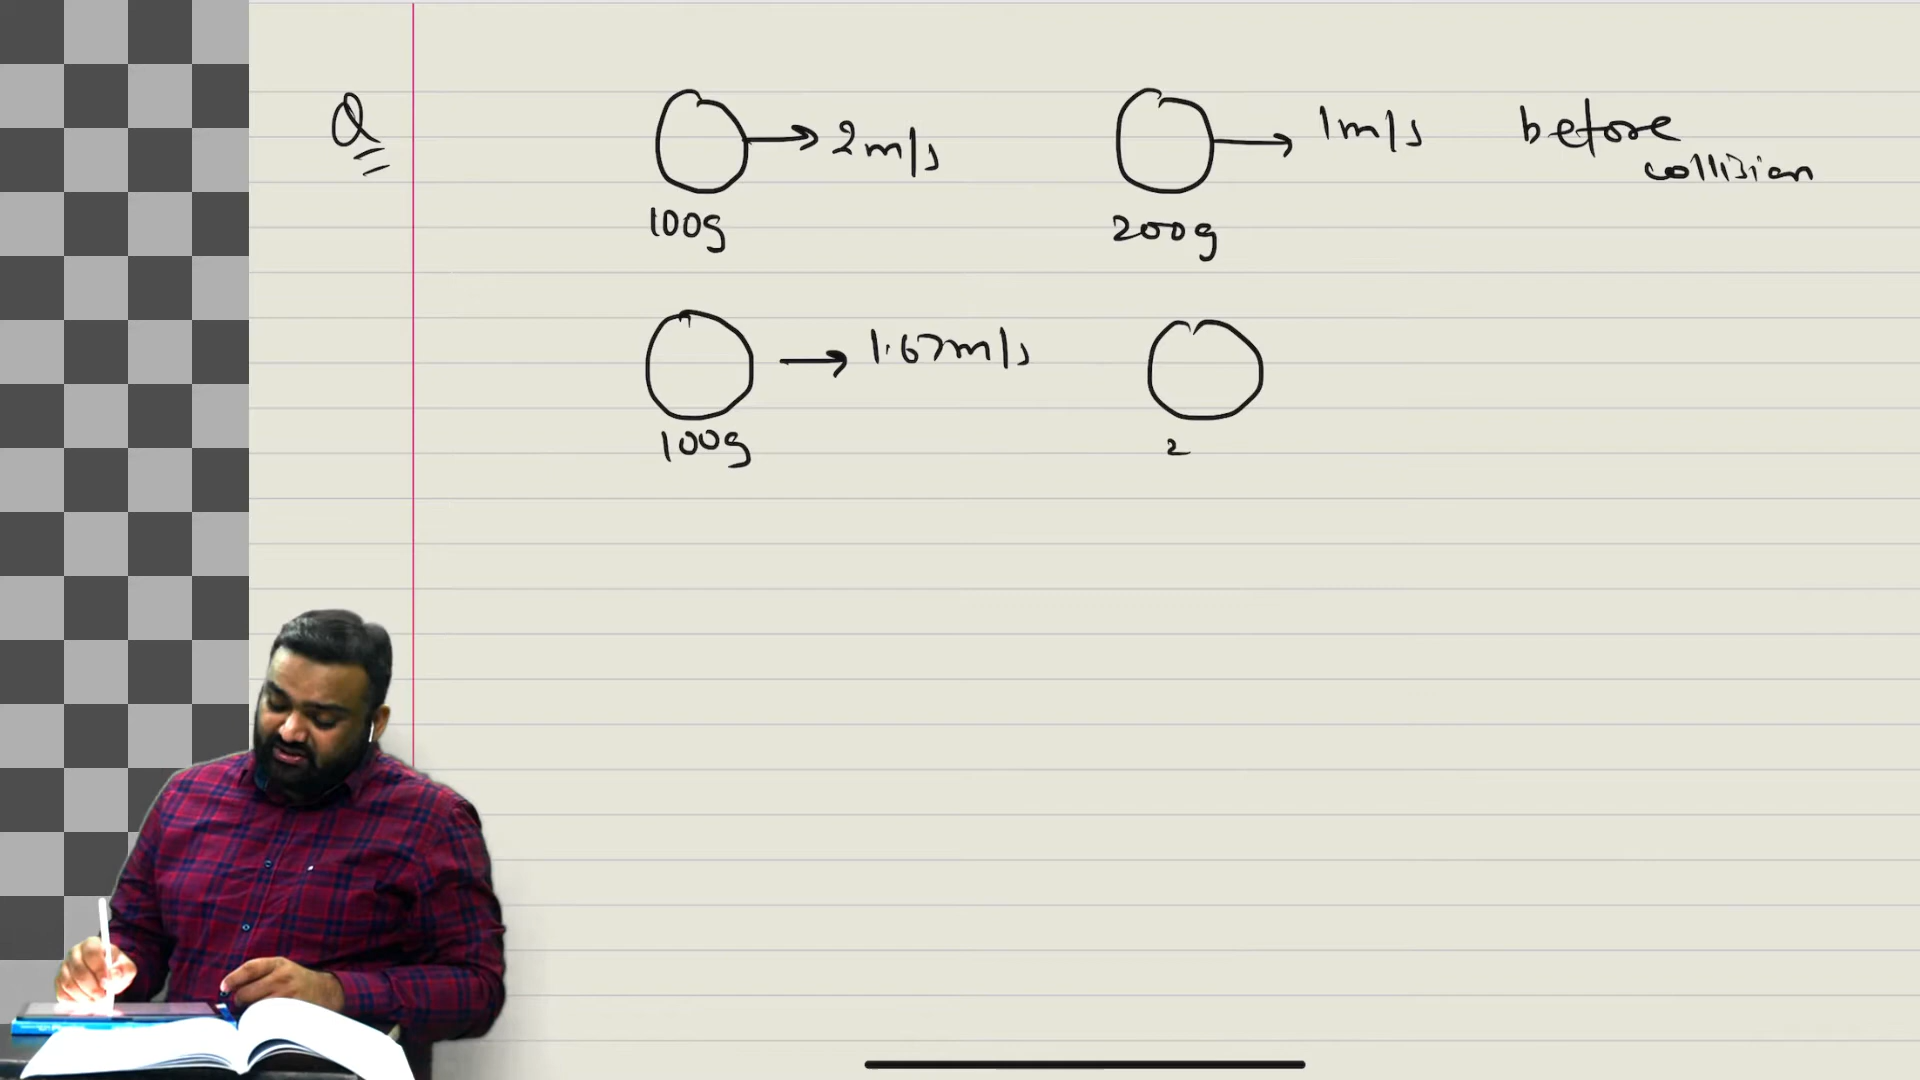 Q 2m/s 1m/s before
collision
100g 200g
1.67m/s
100g 2